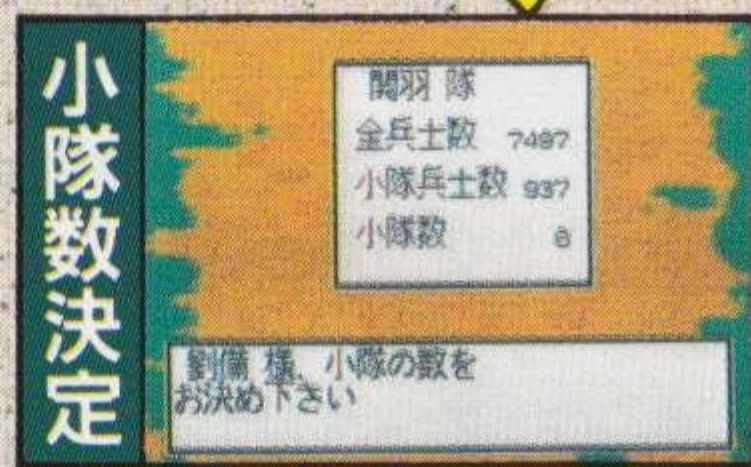 小隊数決定
関羽 隊
全兵士数 7497
小隊兵士数 937
小隊数 8
劉備 様、小隊の数を
お決め下さい